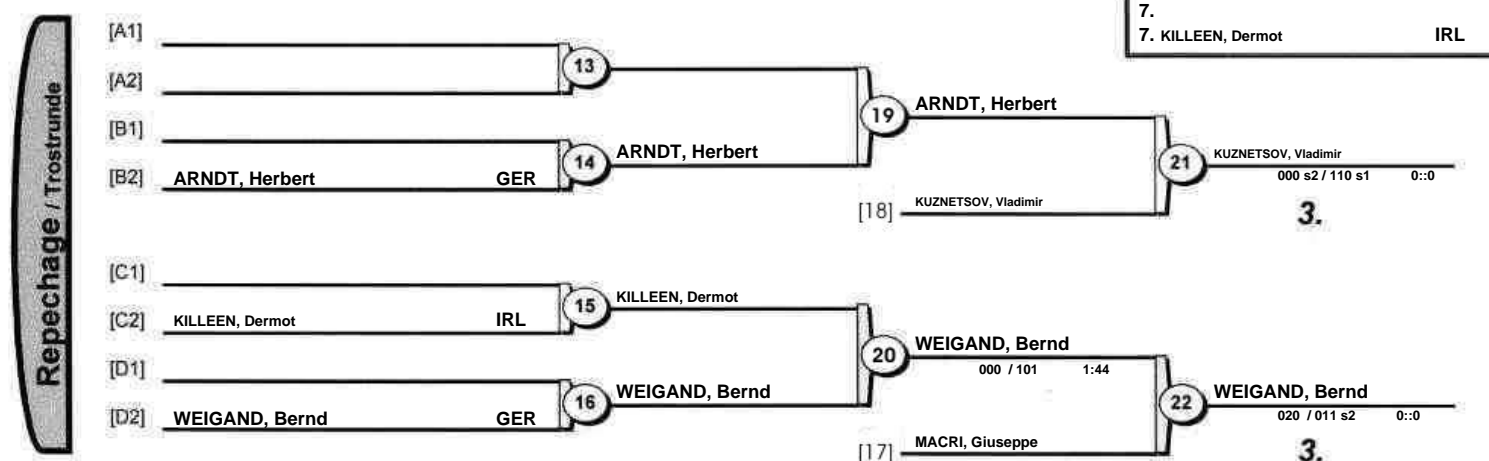 7.
7. KILLEEN, Dermot IRL
Repechage / Trostrunde
[A1]
13
[A2]
[B1]
14 ARNDT, Herbert
[B2] ARNDT, Herbert GER
19 ARNDT, Herbert
[18] KUZNETSOV, Vladimir
21 KUZNETSOV, Vladimir
000 s2 / 110 s1 0::0
3.
[C1]
15 KILLEEN, Dermot
[C2] KILLEEN, Dermot IRL
[D1]
16 WEIGAND, Bernd
[D2] WEIGAND, Bernd GER
20 WEIGAND, Bernd
000 / 101 1:44
[17] MACRI, Giuseppe
22 WEIGAND, Bernd
020 / 011 s2 0::0
3.